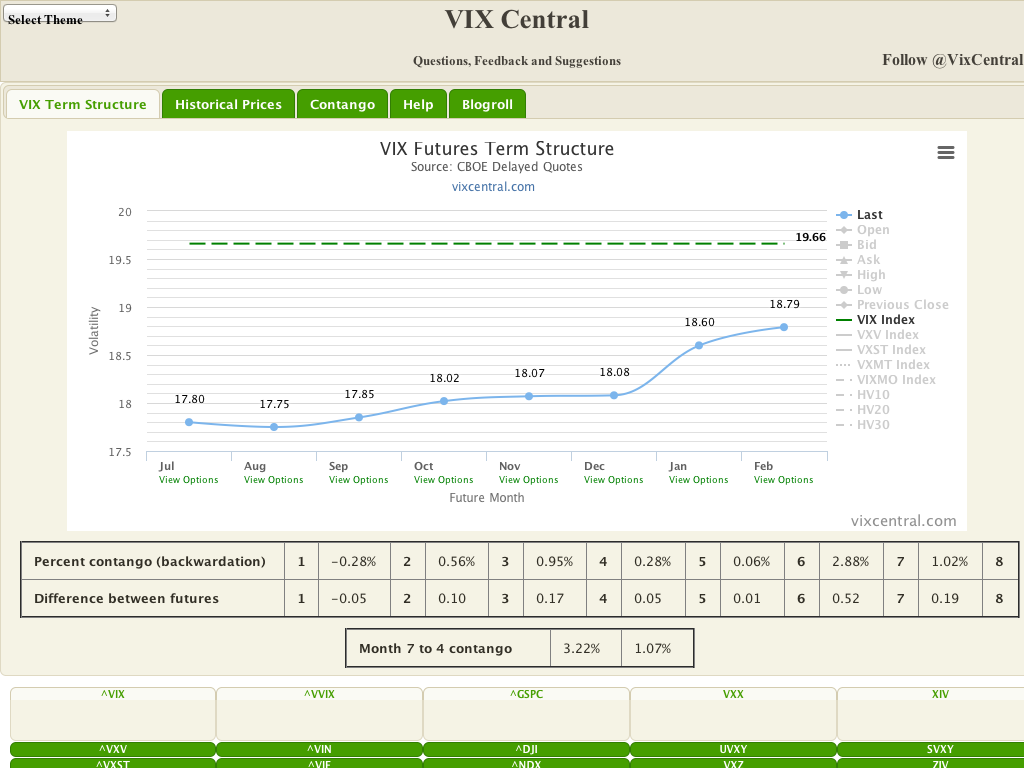 Select Theme
VIX Central
Questions, Feedback and Suggestions
Follow @VixCentral
VIX Term Structure
Historical Prices
Contango
Help
Blogroll
VIX Futures Term Structure
Source: CBOE Delayed Quotes
vixcentral.com
Volatility
20
19.5
19
18.5
18
17.5
19.66
17.80
17.75
17.85
18.02
18.07
18.08
18.60
18.79
Jul Aug Sep Oct Nov Dec Jan Feb
View Options View Options View Options View Options View Options View Options View Options View Options
Future Month
Last
Open
Bid
Ask
High
Low
Previous Close
VIX Index
VXV Index
VXST Index
VXMT Index
VIXMO Index
HV10
HV20
HV30
vixcentral.com
Percent contango (backwardation) 1 -0.28% 2 0.56% 3 0.95% 4 0.28% 5 0.06% 6 2.88% 7 1.02% 8
Difference between futures 1 -0.05 2 0.10 3 0.17 4 0.05 5 0.01 6 0.52 7 0.19 8
Month 7 to 4 contango 3.22% 1.07%
^VIX ^VVIX ^GSPC VXX XIV
^VXV ^VIN ^DJI UVXY SVXY
^VXST ^VIF ^NDX VXZ ZIV